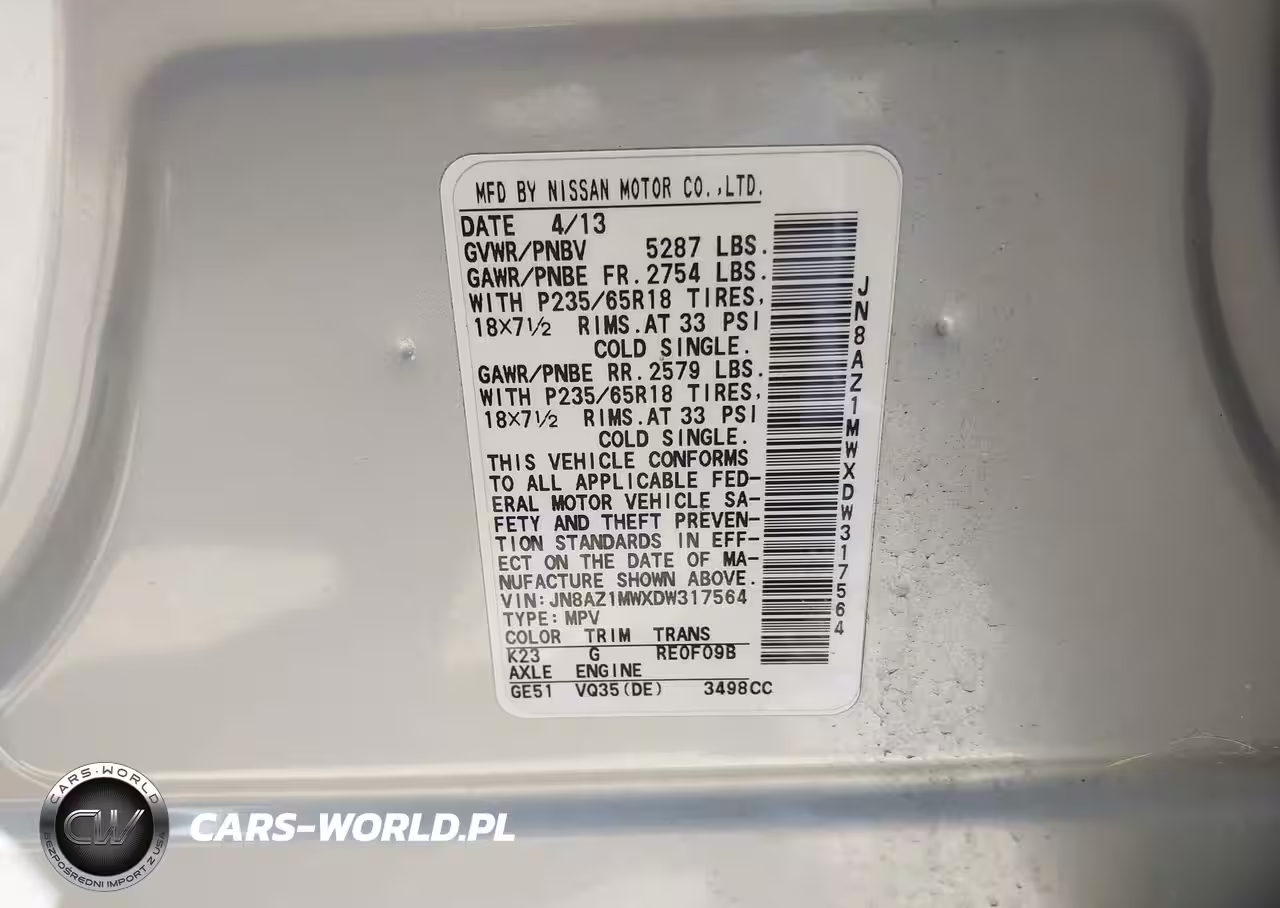 MFD BY NISSAN MOTOR CO.,LTD.
DATE 4/13
GVWR/PNBV 5287 LBS.
GAWR/PNBE FR. 2754 LBS.
WITH P235/65R18 TIRES,
18×7½ RIMS. AT 33 PSI
COLD SINGLE.
GAWR/PNBE RR. 2579 LBS.
WITH P235/65R18 TIRES,
18×7½ RIMS. AT 33 PSI
COLD SINGLE.
THIS VEHICLE CONFORMS
TO ALL APPLICABLE FED-
ERAL MOTOR VEHICLE SA-
FETY AND THEFT PREVEN-
TION STANDARDS IN EFF-
ECT ON THE DATE OF MA-
NUFACTURE SHOWN ABOVE.
VIN: JN8AZ1MWXDW317564
TYPE: MPV
COLOR TRIM TRANS
K23 G RE0F09B
AXLE ENGINE
GE51 VQ35(DE) 3498CC
JN8AZ1MWXDW317564
CARS-WORLD
CW
BEZPOŚREDNI IMPORT Z USA
CARS-WORLD.PL